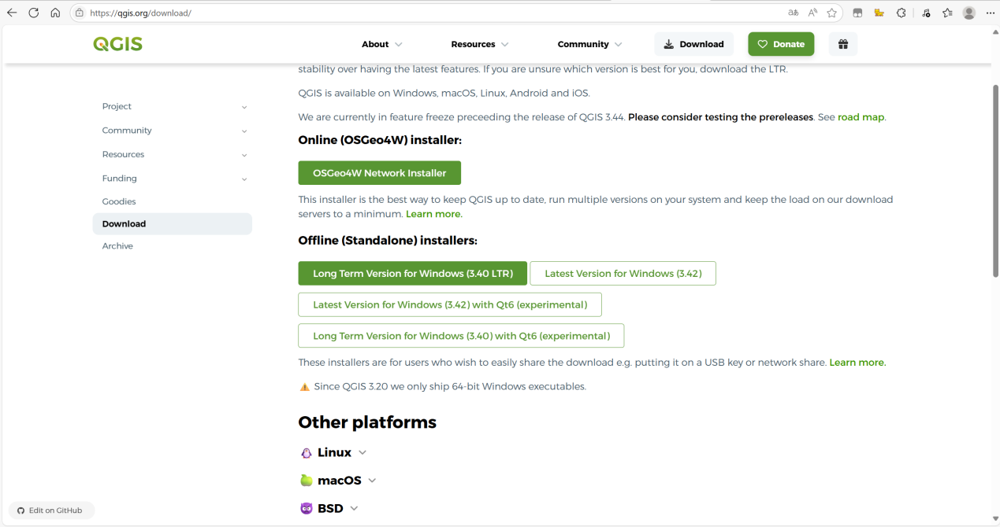 https://qgis.org/download/
QGIS
About
Resources
Community
Download
Donate
stability over having the latest features. If you are unsure which version is best for you, download the LTR.
Project
Community
Resources
Funding
Goodies
Download
Archive
QGIS is available on Windows, macOS, Linux, Android and iOS.
We are currently in feature freeze preceeding the release of QGIS 3.44. Please consider testing the prereleases. See road map.
Online (OSGeo4W) installer:
OSGeo4W Network Installer
This installer is the best way to keep QGIS up to date, run multiple versions on your system and keep the load on our download
servers to a minimum. Learn more.
Offline (Standalone) installers:
Long Term Version for Windows (3.40 LTR)
Latest Version for Windows (3.42)
Latest Version for Windows (3.42) with Qt6 (experimental)
Long Term Version for Windows (3.40) with Qt6 (experimental)
These installers are for users who wish to easily share the download e.g. putting it on a USB key or network share. Learn more.
Since QGIS 3.20 we only ship 64-bit Windows executables.
Other platforms
Linux
macOS
BSD
Edit on GitHub